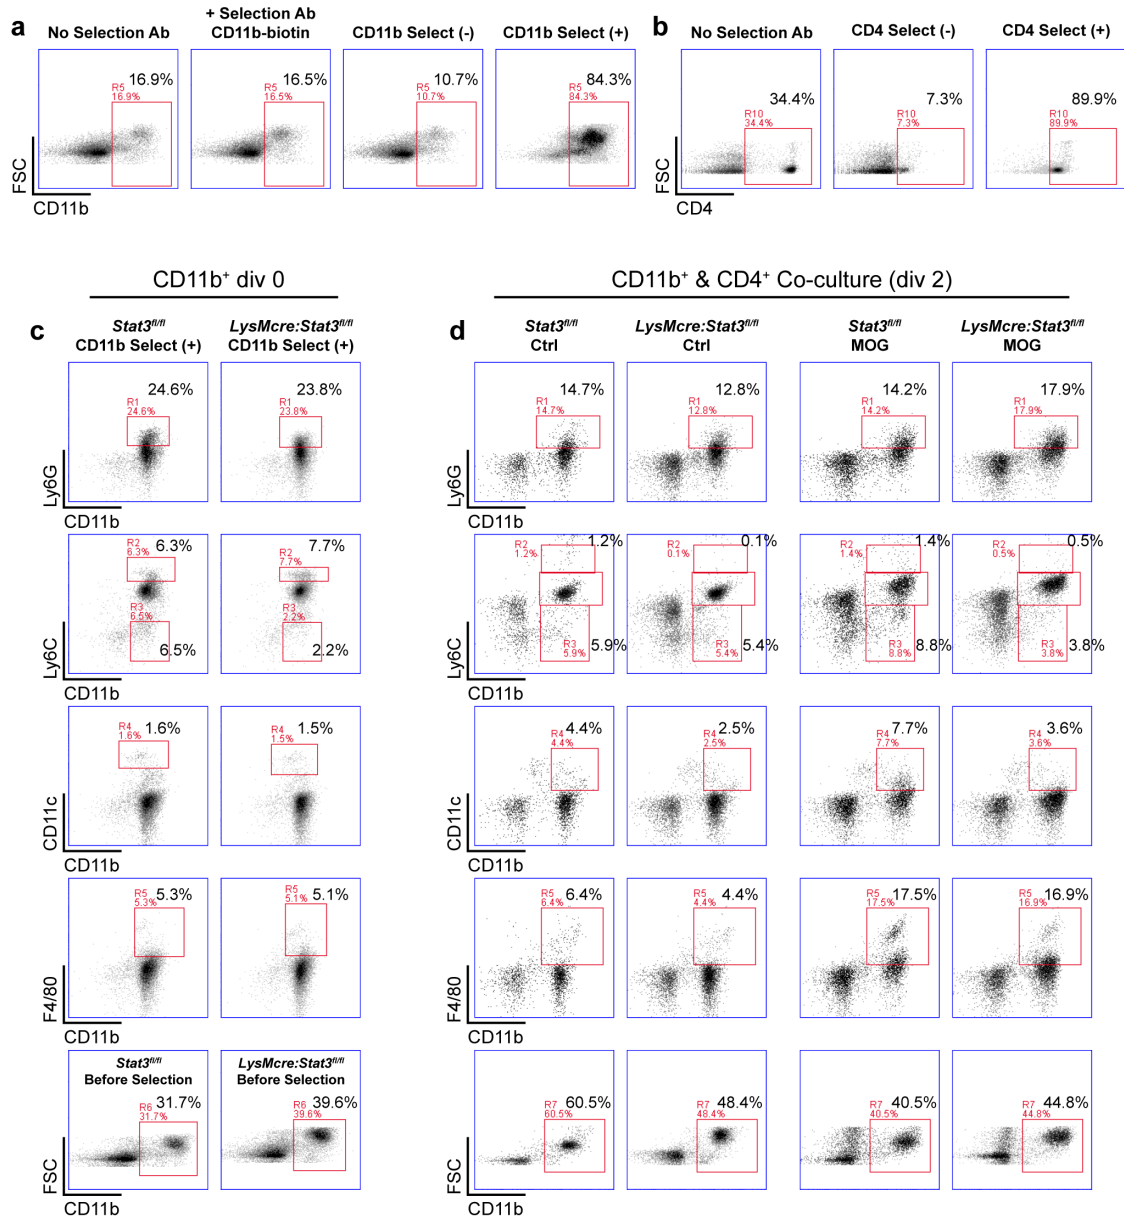 a
No Selection Ab
+ Selection Ab
CD11b-biotin
CD11b Select (-)
CD11b Select (+)
16.9%
R5
16.9%
16.5%
R5
16.5%
10.7%
R5
10.7%
84.3%
R5
84.3%
FSC
CD11b
b
No Selection Ab
CD4 Select (-)
CD4 Select (+)
34.4%
R10
34.4%
7.3%
R10
7.3%
89.9%
R10
89.9%
FSC
CD4
CD11b+ div 0
c
Stat3fl/fl
CD11b Select (+)
LysMcre:Stat3fl/fl
CD11b Select (+)
24.6%
R1
24.6%
23.8%
R1
23.8%
Ly6G
CD11b
6.3%
R2
6.3%
R3
6.5%
6.5%
7.7%
R2
7.7%
R3
2.2%
2.2%
Ly6C
CD11b
R4
1.6%
1.6%
R4
1.5%
1.5%
CD11c
CD11b
R5
5.3%
5.3%
R5
5.1%
5.1%
F4/80
CD11b
Stat3fl/fl
Before Selection
31.7%
R6
31.7%
LysMcre:Stat3fl/fl
Before Selection
39.6%
R6
39.6%
FSC
CD11b
CD11b+ & CD4+ Co-culture (div 2)
d
Stat3fl/fl
Ctrl
LysMcre:Stat3fl/fl
Ctrl
Stat3fl/fl
MOG
LysMcre:Stat3fl/fl
MOG
14.7%
R1
14.7%
12.8%
R1
12.8%
14.2%
R1
14.2%
17.9%
R1
17.9%
Ly6G
CD11b
1.2%
R2
1.2%
R3
5.9%
5.9%
0.1%
R2
0.1%
R3
5.4%
5.4%
1.4%
R2
1.4%
R3
8.8%
8.8%
0.5%
R2
0.5%
R3
3.8%
3.8%
Ly6C
CD11b
4.4%
R4
4.4%
2.5%
R4
2.5%
7.7%
R4
7.7%
3.6%
R4
3.6%
CD11c
CD11b
6.4%
R5
6.4%
4.4%
R5
4.4%
17.5%
R5
17.5%
16.9%
R5
16.9%
F4/80
CD11b
60.5%
R7
60.5%
48.4%
R7
48.4%
40.5%
R7
40.5%
44.8%
R7
44.8%
FSC
CD11b